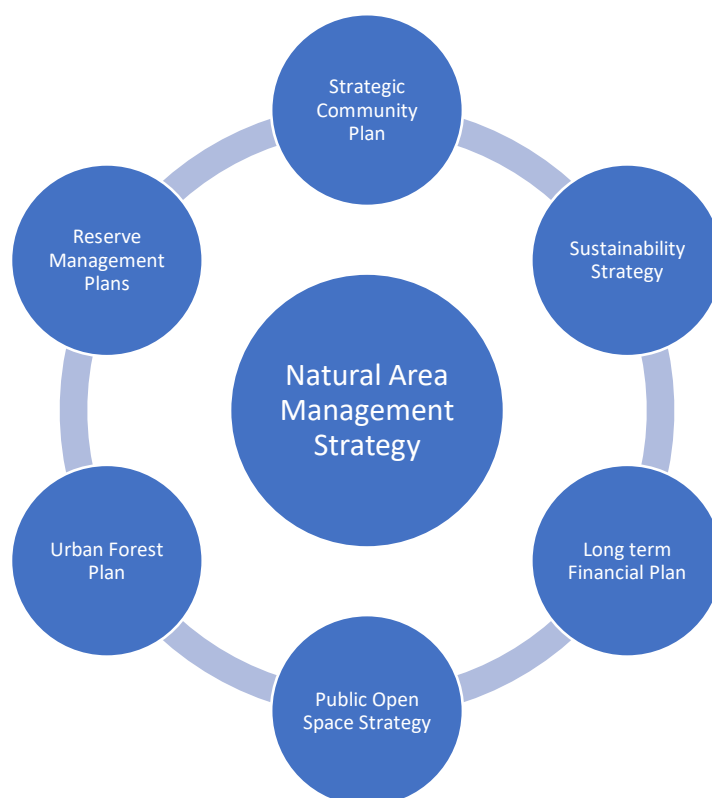 Strategic
Community
Plan
Sustainability
Strategy
Long term
Financial Plan
Public Open
Space Strategy
Urban Forest
Plan
Reserve
Management
Plans
Natural Area
Management
Strategy